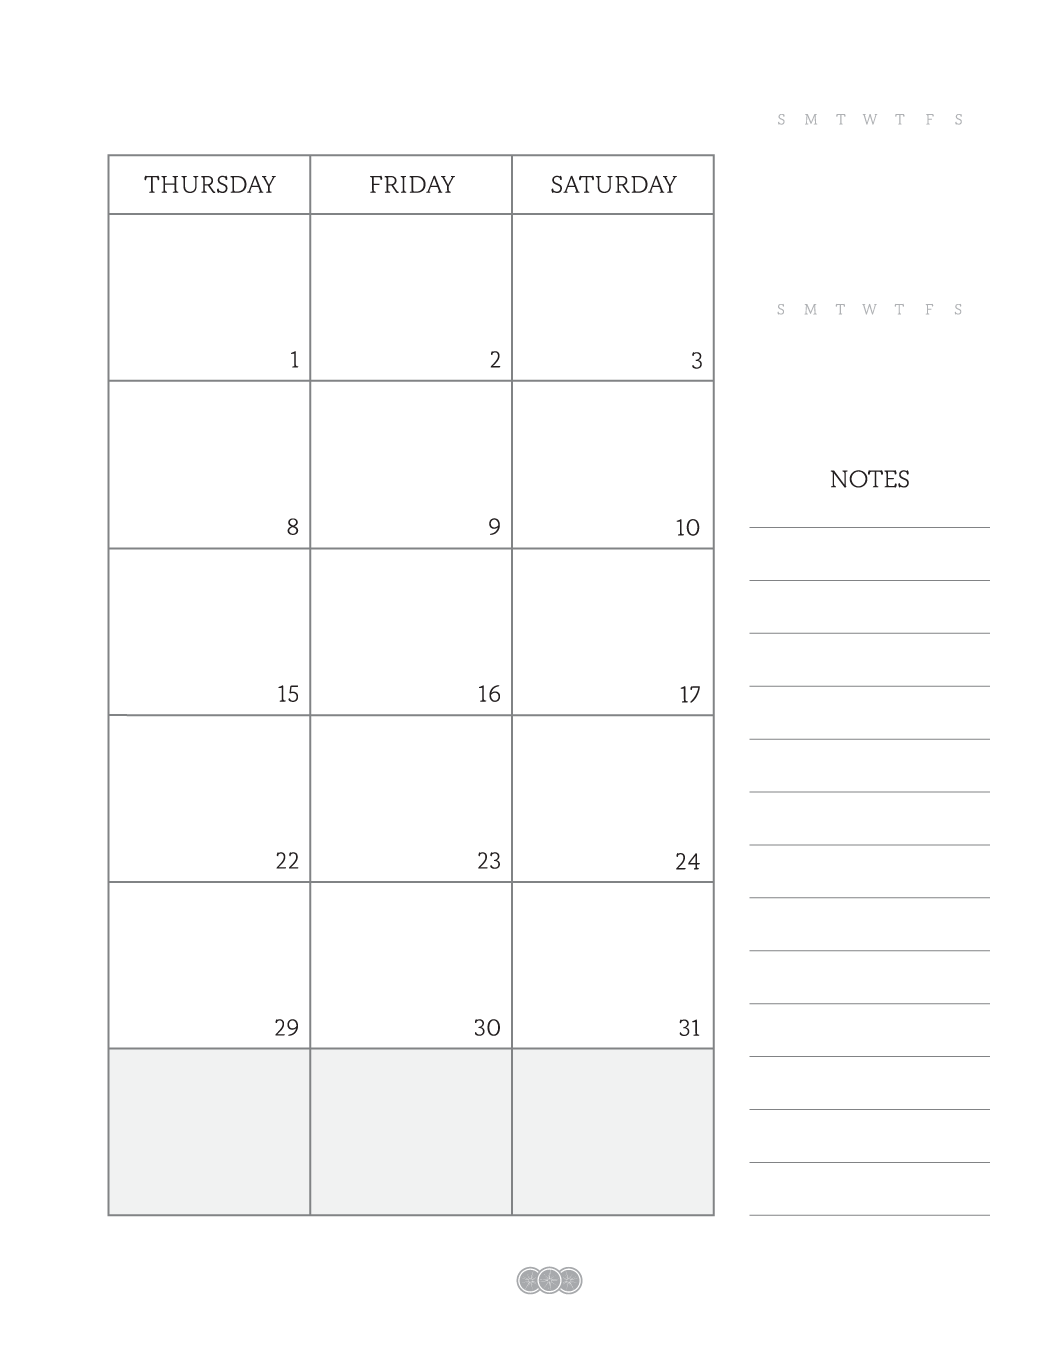 S M T W T F S
THURSDAY FRIDAY SATURDAY
1 2 3
8 9 10
15 16 17
22 23 24
29 30 31
S M T W T F S
NOTES